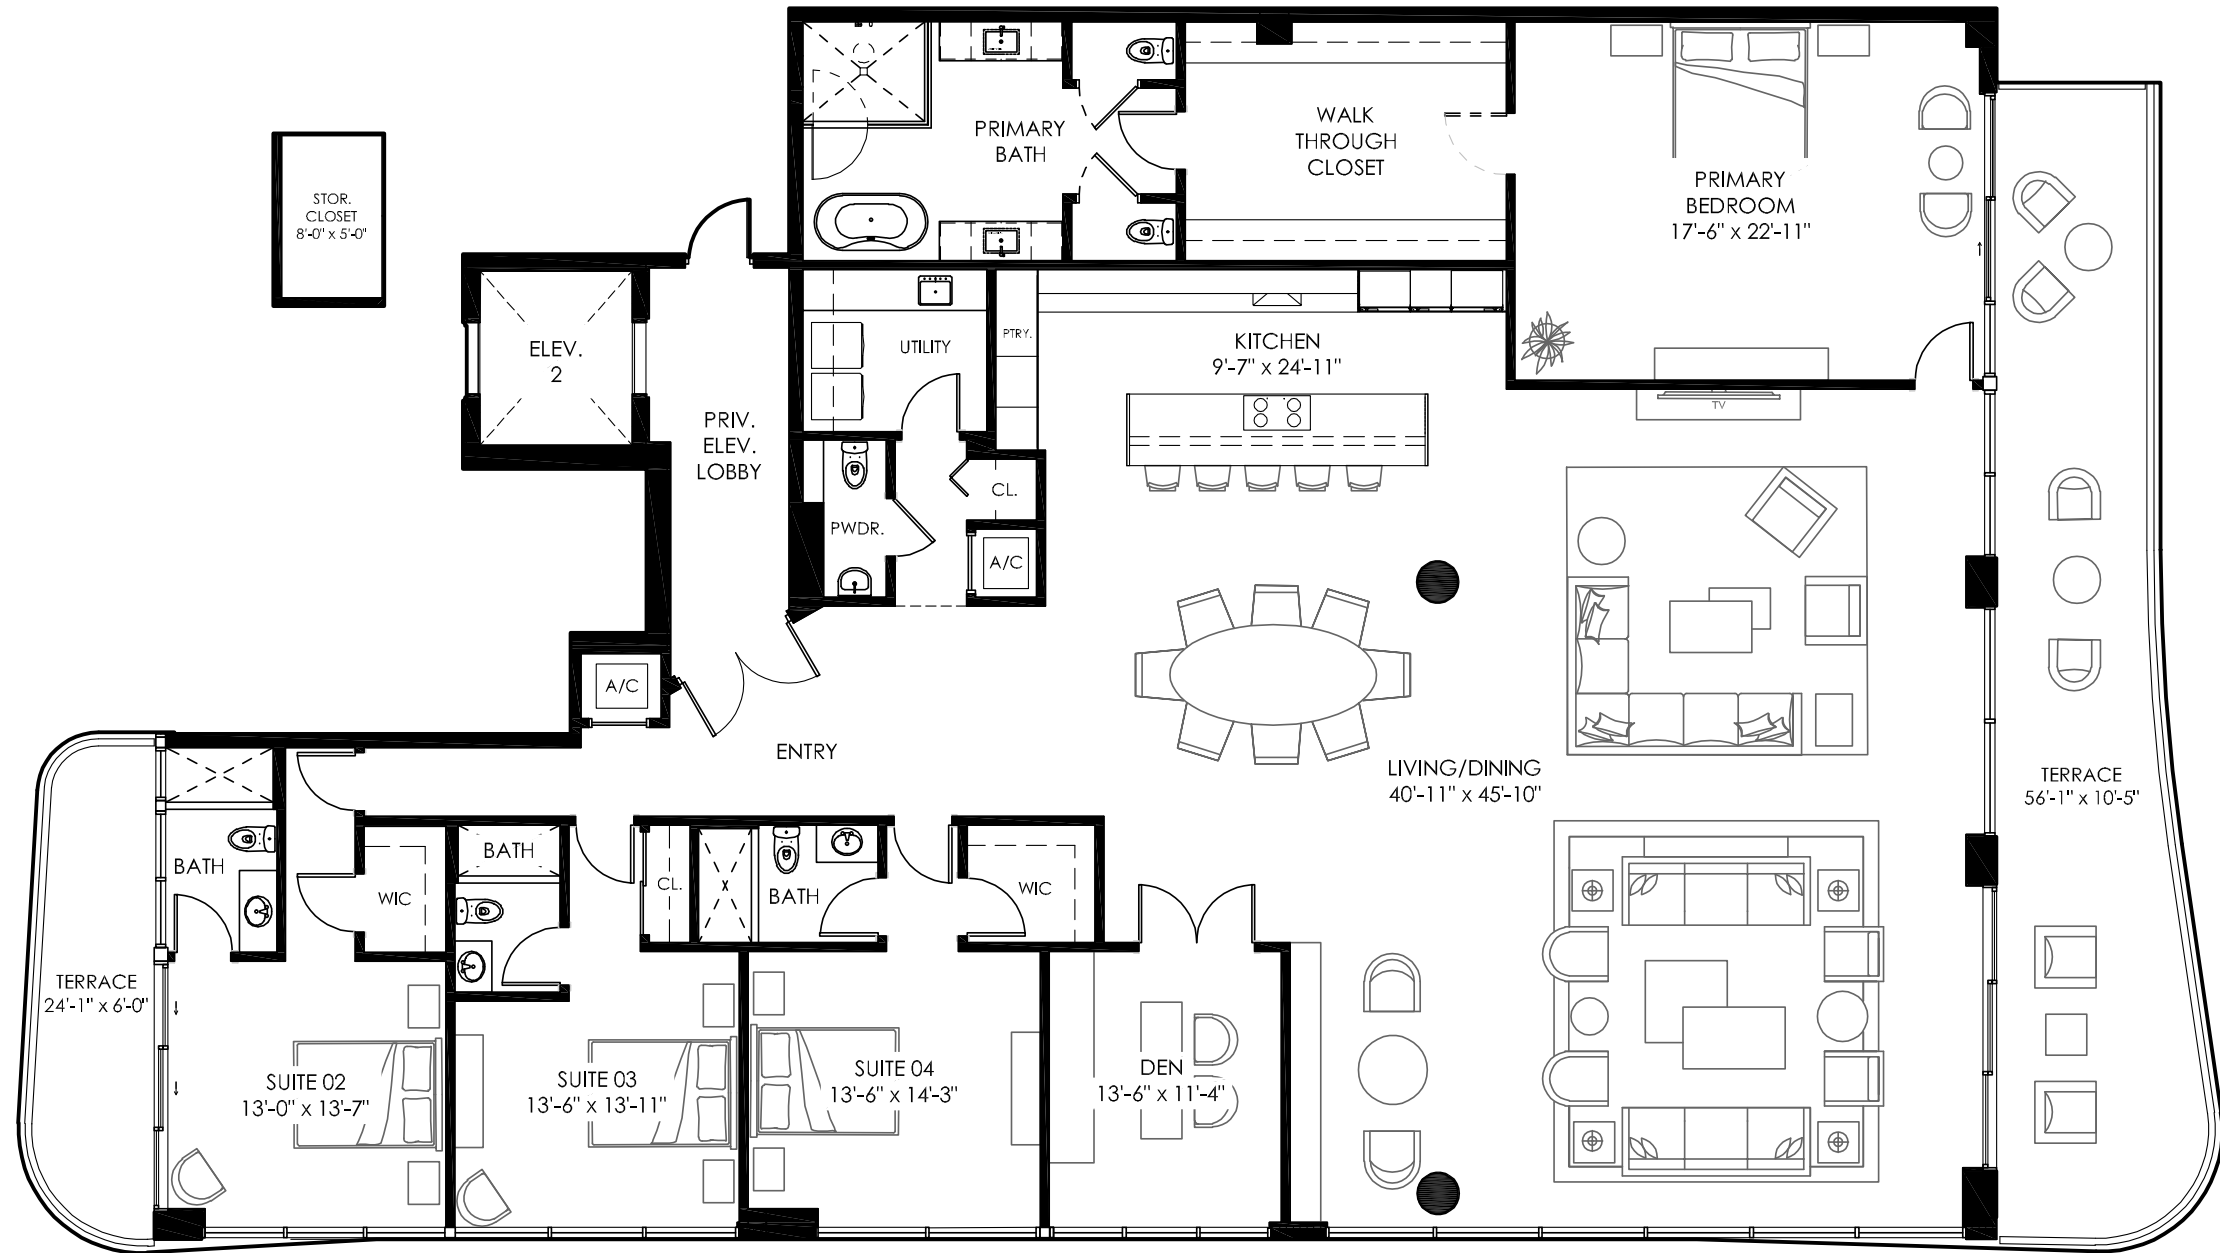 PRIMARY
BATH
WALK
THROUGH
CLOSET
PRIMARY
BEDROOM
17'-6" x 22'-11"
STOR.
CLOSET
8'-0" x 5'-0"
ELEV.
2
UTILITY
PTRY.
KITCHEN
9'-7" x 24'-11"
TV
PRIV.
ELEV.
LOBBY
CL.
PWDR.
A/C
A/C
ENTRY
LIVING/DINING
40'-11" x 45'-10"
TERRACE
56'-1" x 10'-5"
BATH
BATH
WIC
CL.
BATH
WIC
TERRACE
24'-1" x 6'-0"
SUITE 02
13'-0" x 13'-7"
SUITE 03
13'-6" x 13'-11"
SUITE 04
13'-6" x 14'-3"
DEN
13'-6" x 11'-4"